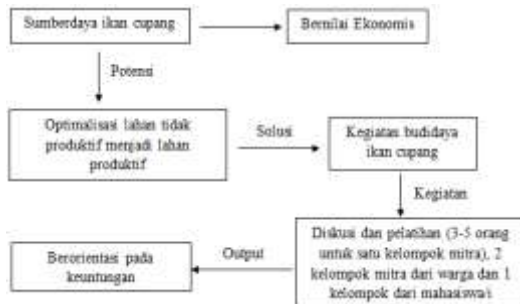 Sumberdaya ikan cupang
Bernilai Ekonomis
Potensi
Optimalisasi lahan tidak
produktif menjadi lahan
produktif
Solusi
Kegiatan budidaya
ikan cupang
Kegiatan
Diskusi dan pelatihan (3-5 orang
untuk satu kelompok mitra), 2
kelompok mitra dari warga dan 1
kelompok dari mahasiswa/i
Output
Berorientasi pada
keuntungan